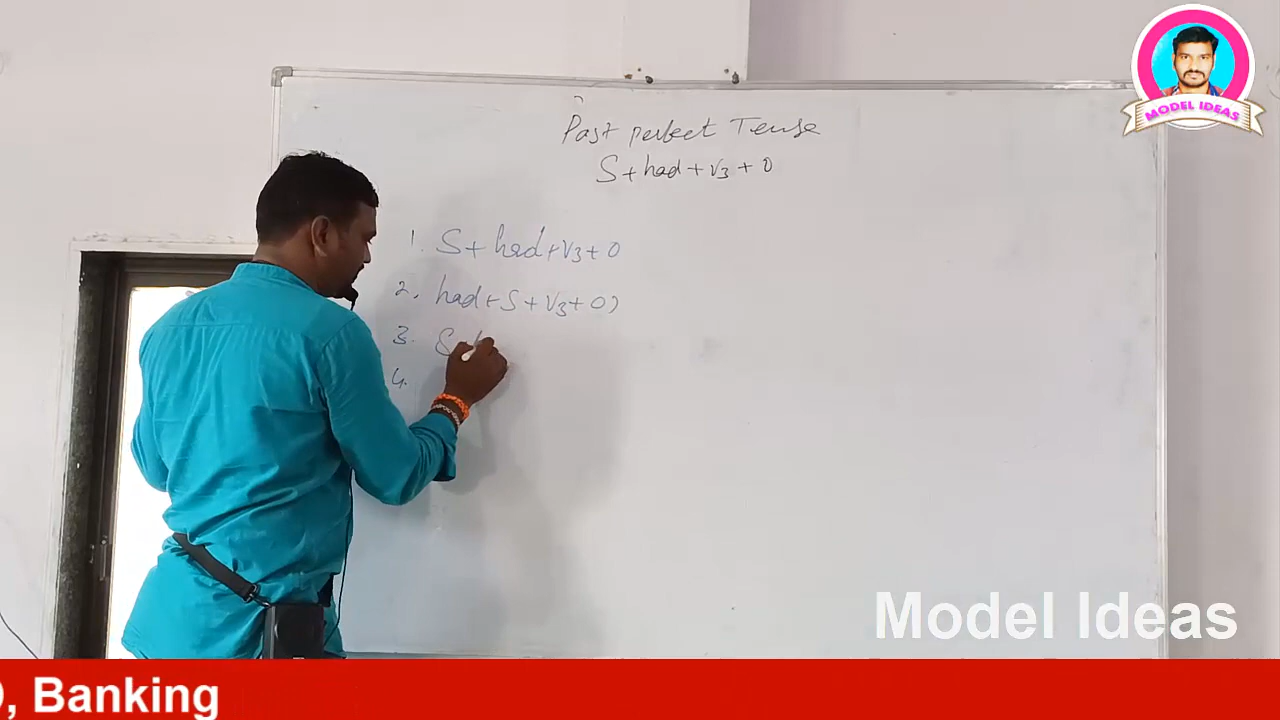 MODEL IDEAS
Past perfect Tense
S+had+V3+0
1. S+had+V3+0
2. had+S+V3+0)
3. S
4.
Model Ideas
, Banking